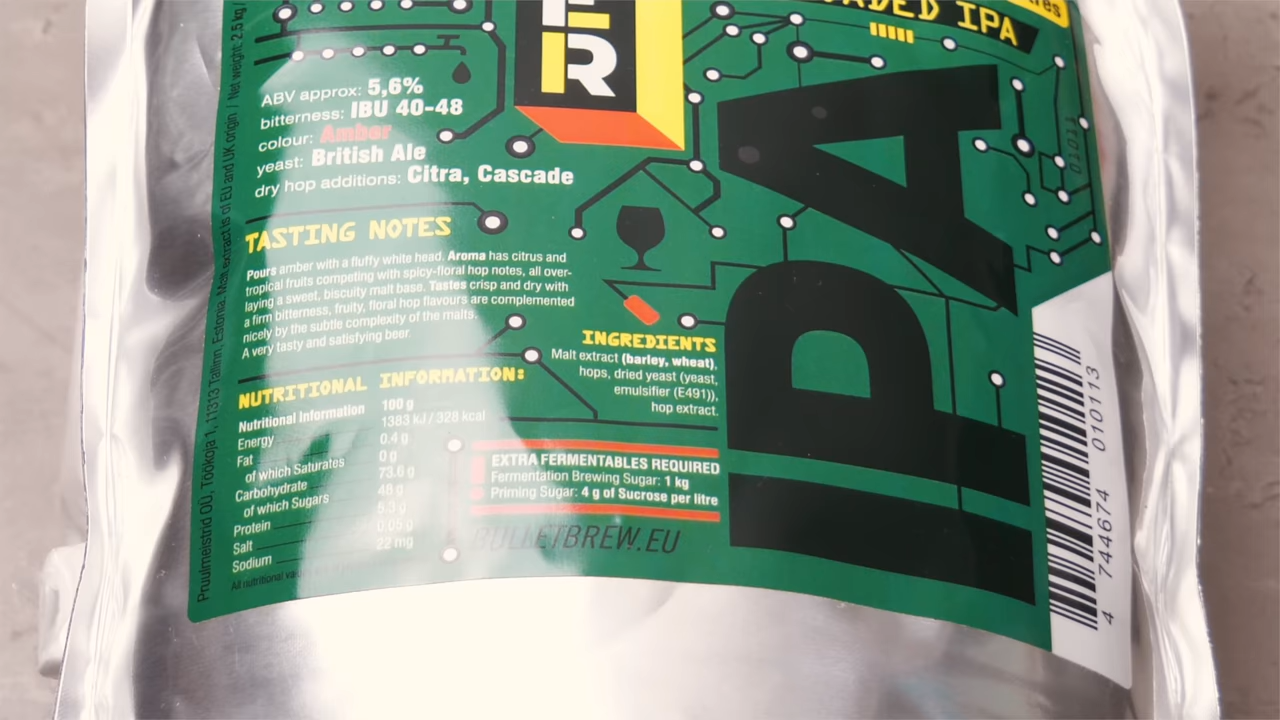 ER
ADED IPA
ABV approx: 5,6%
bitterness: IBU 40-48
colour: Amber
yeast: British Ale
dry hop additions: Citra, Cascade
TASTING NOTES
Pours amber with a fluffy white head. Aroma has citrus and
tropical fruits competing with spicy-floral hop notes, all over-
laying a sweet, biscuity malt base. Tastes crisp and dry with
a firm bitterness, fruity, floral hop flavours are complemented
nicely by the subtle complexity of the malts.
A very tasty and satisfying beer.
NUTRITIONAL INFORMATION:
Nutritional Information 100 g
Energy 1383 kJ / 328 kcal
Fat 0.4 g
of which Saturates 0 g
Carbohydrate 73.6 g
of which Sugars 48 g
Protein 5.3 g
Salt 0.05 g
Sodium 22 mg
All nutritional
INGREDIENTS
Malt extract (barley, wheat),
hops, dried yeast (yeast,
emulsifier (E491)),
hop extract.
EXTRA FERMENTABLES REQUIRED
Fermentation Brewing Sugar: 1 kg
Priming Sugar: 4 g of Sucrose per litre
BULLETBREW.EU
IPA
Pruulmeistrid OÜ, Töökoja 1, 11313 Tallinn, Estonia. Malt extract is of EU and UK origin / Net weight: 2,5 kg /
4 744674 010113